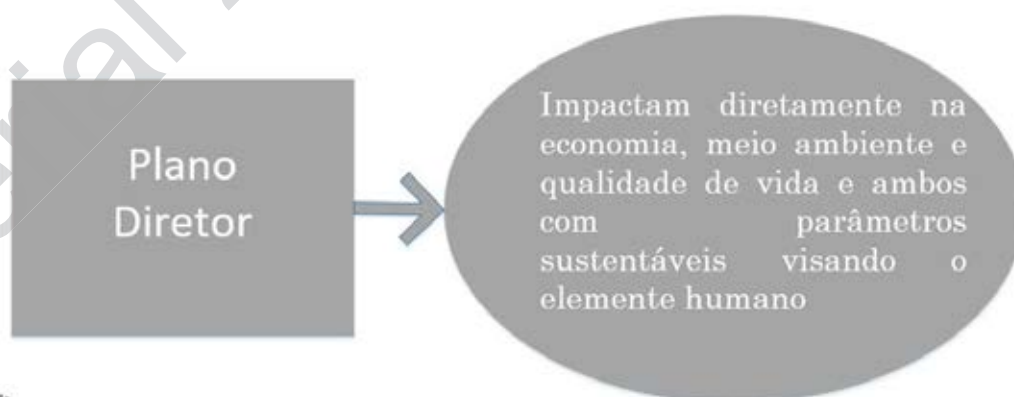 Plano
Diretor
Impactam diretamente na
economia, meio ambiente e
qualidade de vida e ambos
com parâmetros
sustentáveis visando o
elemente humano